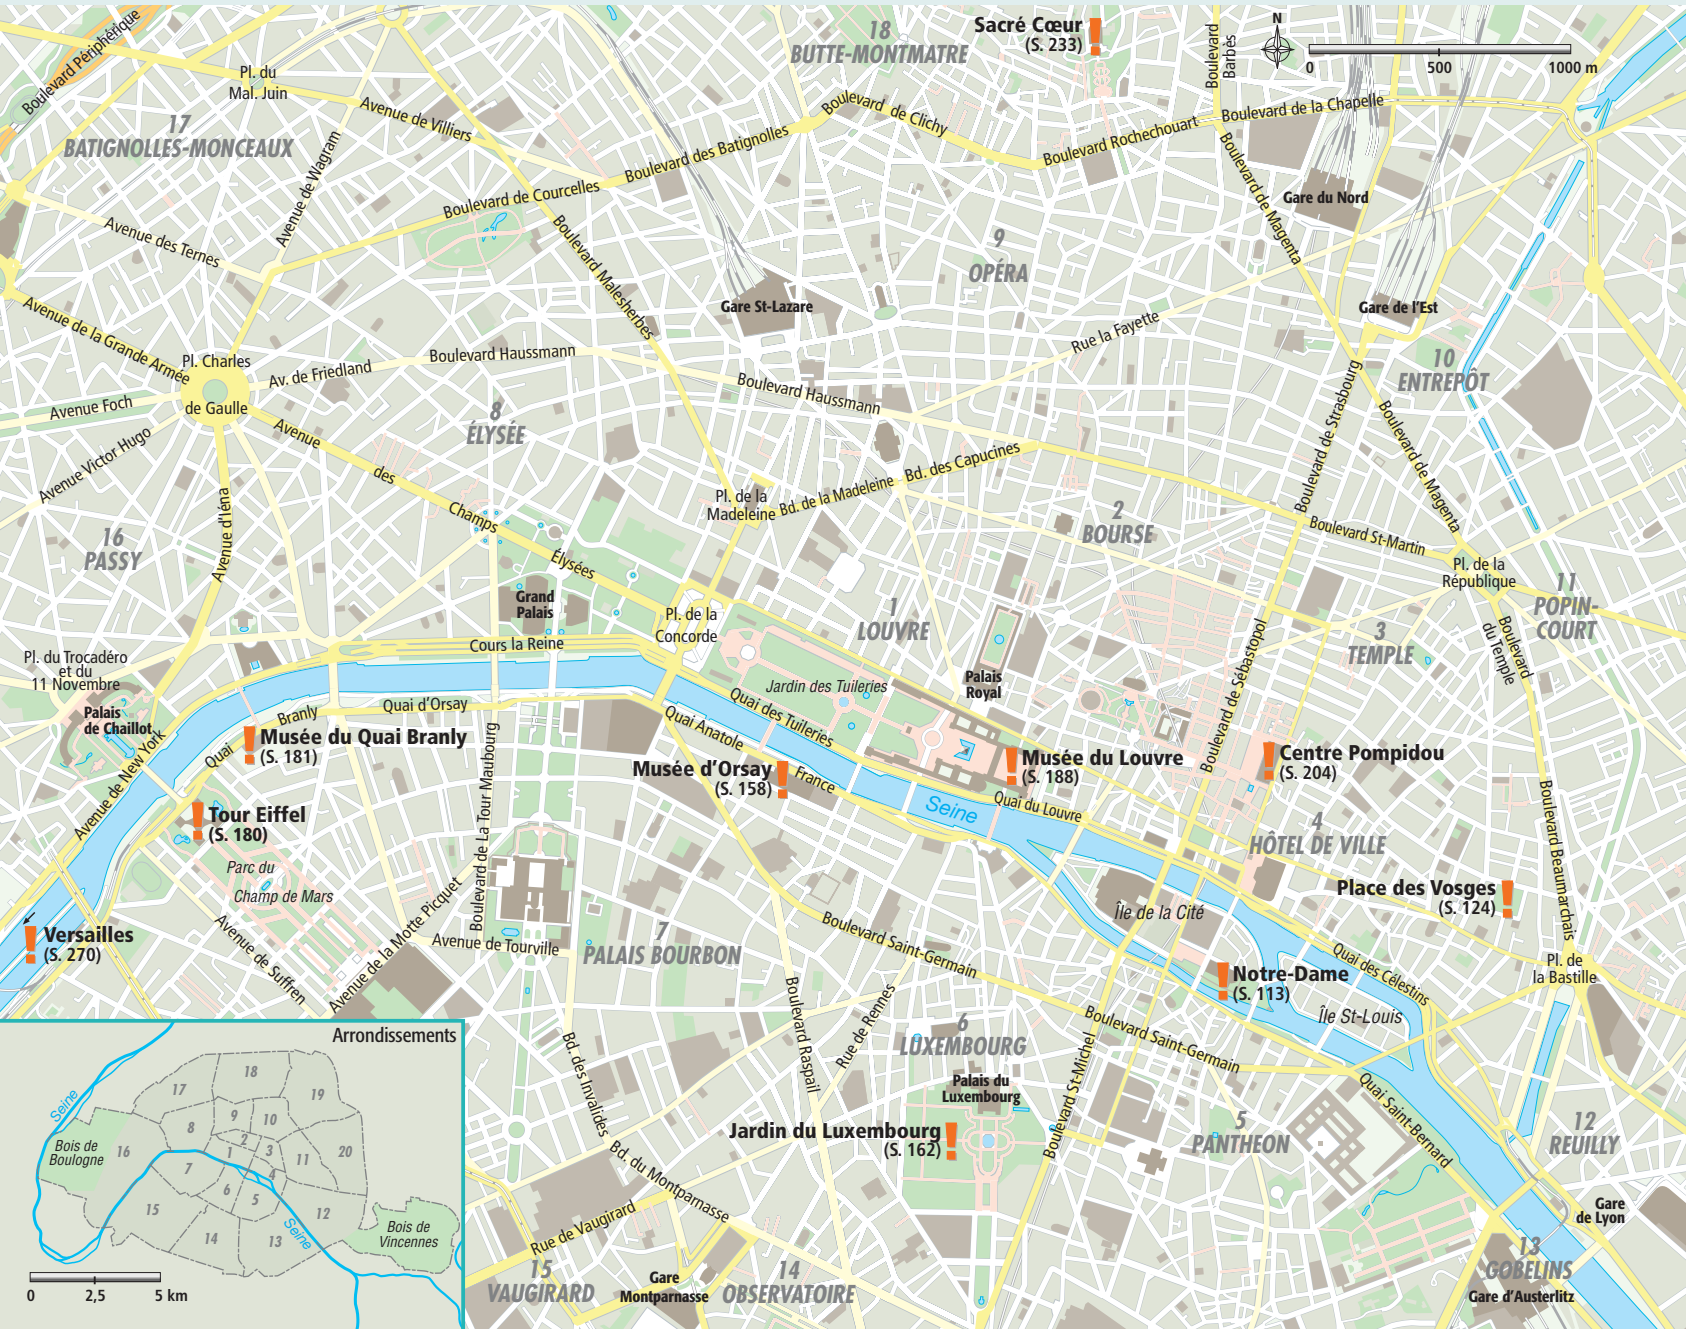 18
BUTTE-MONTMATRE
Sacré Cœur
(S. 233)
Boulevard
Barbès
N
0
500
1000 m
Boulevard Périphérique
Pl. du
Mal. Juin
17
BATIGNOLLES-MONCEAUX
Avenue de Villiers
Avenue de Wagram
Boulevard de Clichy
Boulevard des Batignolles
Boulevard Rochechouart
Boulevard de la Chapelle
Boulevard de Courcelles
Boulevard de Magenta
Gare du Nord
Avenue des Ternes
Boulevard Malesherbes
9
OPÉRA
Gare St-Lazare
Gare de l'Est
Avenue de la Grande Armée
Rue la Fayette
Pl. Charles
de Gaulle
Av. de Friedland
Boulevard Haussmann
Boulevard Haussmann
10
ENTREPÔT
Avenue Foch
Avenue Victor Hugo
Avenue
des
Champs
Élysées
8
ÉLYSÉE
Boulevard de Strasbourg
Boulevard de Magenta
Bd. des Capucines
Bd. de la Madeleine
Pl. de la
Madeleine
Avenue d'Iéna
16
PASSY
2
BOURSE
Boulevard St-Martin
Pl. de la
République
11
POPIN-
COURT
Grand
Palais
Pl. de la
Concorde
1
LOUVRE
3
TEMPLE
Boulevard
du Temple
Cours la Reine
Pl. du Trocadéro
et du
11 Novembre
Palais
de Chaillot
Palais
Royal
Jardin des Tuileries
Quai des Tuileries
Boulevard de Sébastopol
Quai d'Orsay
Quai
Branly
Musée du Quai Branly
(S. 181)
Quai Anatole
France
Musée d'Orsay
(S. 158)
Musée du Louvre
(S. 188)
Centre Pompidou
(S. 204)
Avenue de New York
Boulevard de La Tour Maubourg
Tour Eiffel
(S. 180)
Seine
Quai du Louvre
4
HÔTEL DE VILLE
Boulevard Beaumarchais
Parc du
Champ de Mars
Place des Vosges
(S. 124)
Île de la Cité
Avenue de la Motte Picquet
Avenue de Suffren
Avenue de Tourville
7
PALAIS BOURBON
Boulevard Saint-Germain
Versailles
(S. 270)
Quai des Célestins
Pl. de
la Bastille
Notre-Dame
(S. 113)
Île St-Louis
Boulevard Raspail
Rue de Rennes
6
LUXEMBOURG
Boulevard Saint-Germain
Bd. des Invalides
Boulevard St-Michel
Palais du
Luxembourg
Quai Saint-Bernard
Jardin du Luxembourg
(S. 162)
5
PANTHEON
12
REUILLY
Bd. du Montparnasse
Rue de Vaugirard
Gare
de Lyon
15
VAUGIRARD
Gare
Montparnasse
14
OBSERVATOIRE
13
GOBELINS
Gare d'Austerlitz
Arrondissements
Seine
17
18
19
8
9
10
Bois de
Boulogne
16
2
1
3
11
20
7
4
6
5
15
12
Seine
14
13
Bois de
Vincennes
0
2,5
5 km